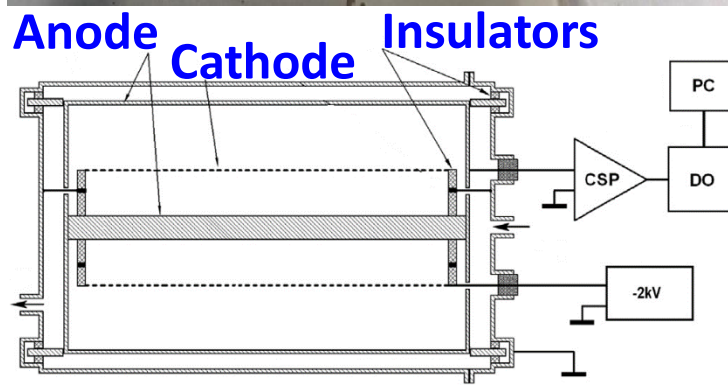 Anode
Cathode
Insulators
PC
CSP
DO
-2kV